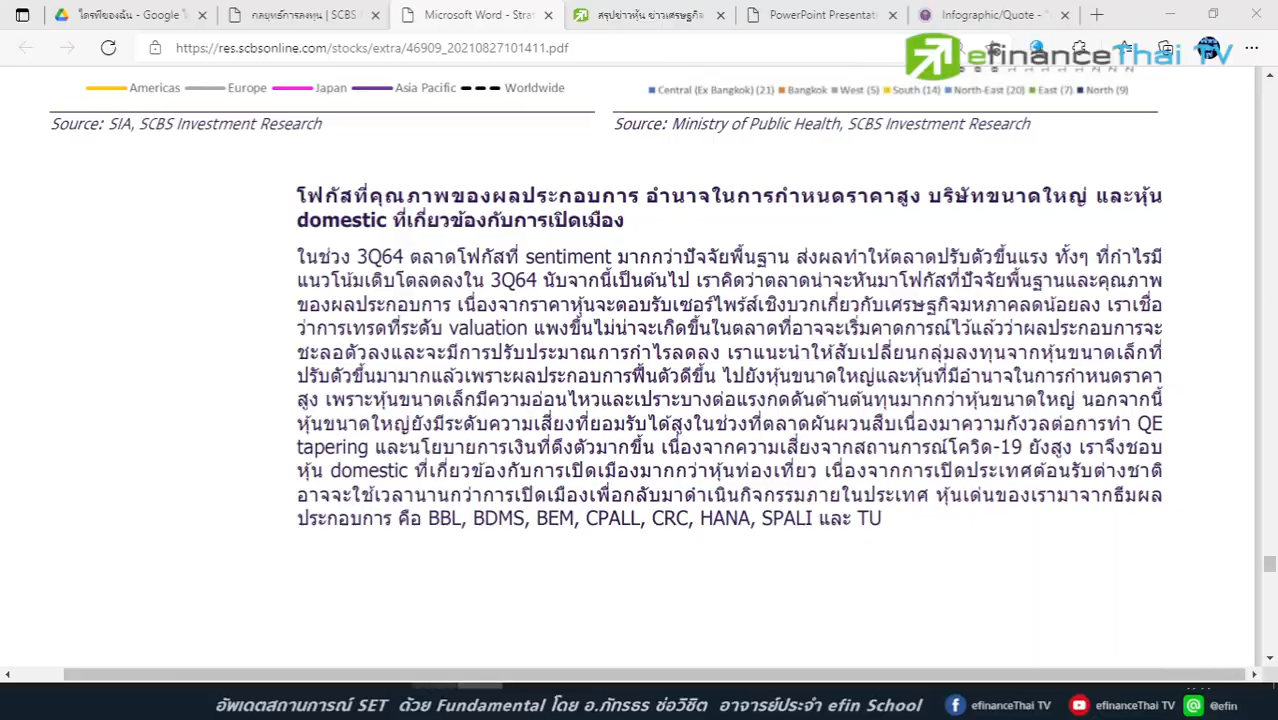 ไดรฟ์ของฉัน - Google ไ
กลยุทธ์การลงทุน | SCBS /
Microsoft Word - Strat
สรุปข่าวหุ้น ข่าวเศรษฐกิจ
PowerPoint Presentati
Infographic/Quote -
https://res.scbsonline.com/stocks/extra/46909_20210827101411.pdf
efinanceThai TV
Americas Europe Japan Asia Pacific Worldwide
Central (Ex Bangkok) (21) Bangkok West (5) South (14) North-East (20) East (7) North (9)
Source: SIA, SCBS Investment Research
Source: Ministry of Public Health, SCBS Investment Research
โฟกัสที่คุณภาพของผลประกอบการ อำนาจในการกำหนดราคาสูง บริษัทขนาดใหญ่ และหุ้น
domestic ที่เกี่ยวข้องกับการเปิดเมือง
ในช่วง 3Q64 ตลาดโฟกัสที่ sentiment มากกว่าปัจจัยพื้นฐาน ส่งผลทำให้ตลาดปรับตัวขึ้นแรง ทั้งๆ ที่กำไรมี
แนวโน้มเติบโตลดลงใน 3Q64 นับจากนี้เป็นต้นไป เราคิดว่าตลาดน่าจะหันมาโฟกัสที่ปัจจัยพื้นฐานและคุณภาพ
ของผลประกอบการ เนื่องจากราคาหุ้นจะตอบรับเซอร์ไพร์ส์เชิงบวกเกี่ยวกับเศรษฐกิจมหภาคลดน้อยลง เราเชื่อ
ว่าการเทรดที่ระดับ valuation แพงขึ้นไม่น่าจะเกิดขึ้นในตลาดที่อาจจะเริ่มคาดการณ์ไว้แล้วว่าผลประกอบการจะ
ชะลอตัวลงและจะมีการปรับประมาณการกำไรลดลง เราแนะนำให้สับเปลี่ยนกลุ่มลงทุนจากหุ้นขนาดเล็กที่
ปรับตัวขึ้นมามากแล้วเพราะผลประกอบการฟื้นตัวดีขึ้น ไปยังหุ้นขนาดใหญ่และหุ้นที่มีอำนาจในการกำหนดราคา
สูง เพราะหุ้นขนาดเล็กมีความอ่อนไหวและเปราะบางต่อแรงกดดันด้านต้นทุนมากกว่าหุ้นขนาดใหญ่ นอกจากนี้
หุ้นขนาดใหญ่ยังมีระดับความเสี่ยงที่ยอมรับได้สูงในช่วงที่ตลาดผันผวนสืบเนื่องมาความกังวลต่อการทำ QE
tapering และนโยบายการเงินที่ตึงตัวมากขึ้น เนื่องจากความเสี่ยงจากสถานการณ์โควิด-19 ยังสูง เราจึงชอบ
หุ้น domestic ที่เกี่ยวข้องกับการเปิดเมืองมากกว่าหุ้นท่องเที่ยว เนื่องจากการเปิดประเทศต้อนรับต่างชาติ
อาจจะใช้เวลานานกว่าการเปิดเมืองเพื่อกลับมาดำเนินกิจกรรมภายในประเทศ หุ้นเด่นของเรามาจากธีมผล
ประกอบการ คือ BBL, BDMS, BEM, CPALL, CRC, HANA, SPALI และ TU
อัพเดตสถานการณ์ SET ด้วย Fundamental โดย อ.ภัทรธร ช่อวิชิต อาจารย์ประจำ efin School
efinanceThai TV
efinanceThai TV
@efin